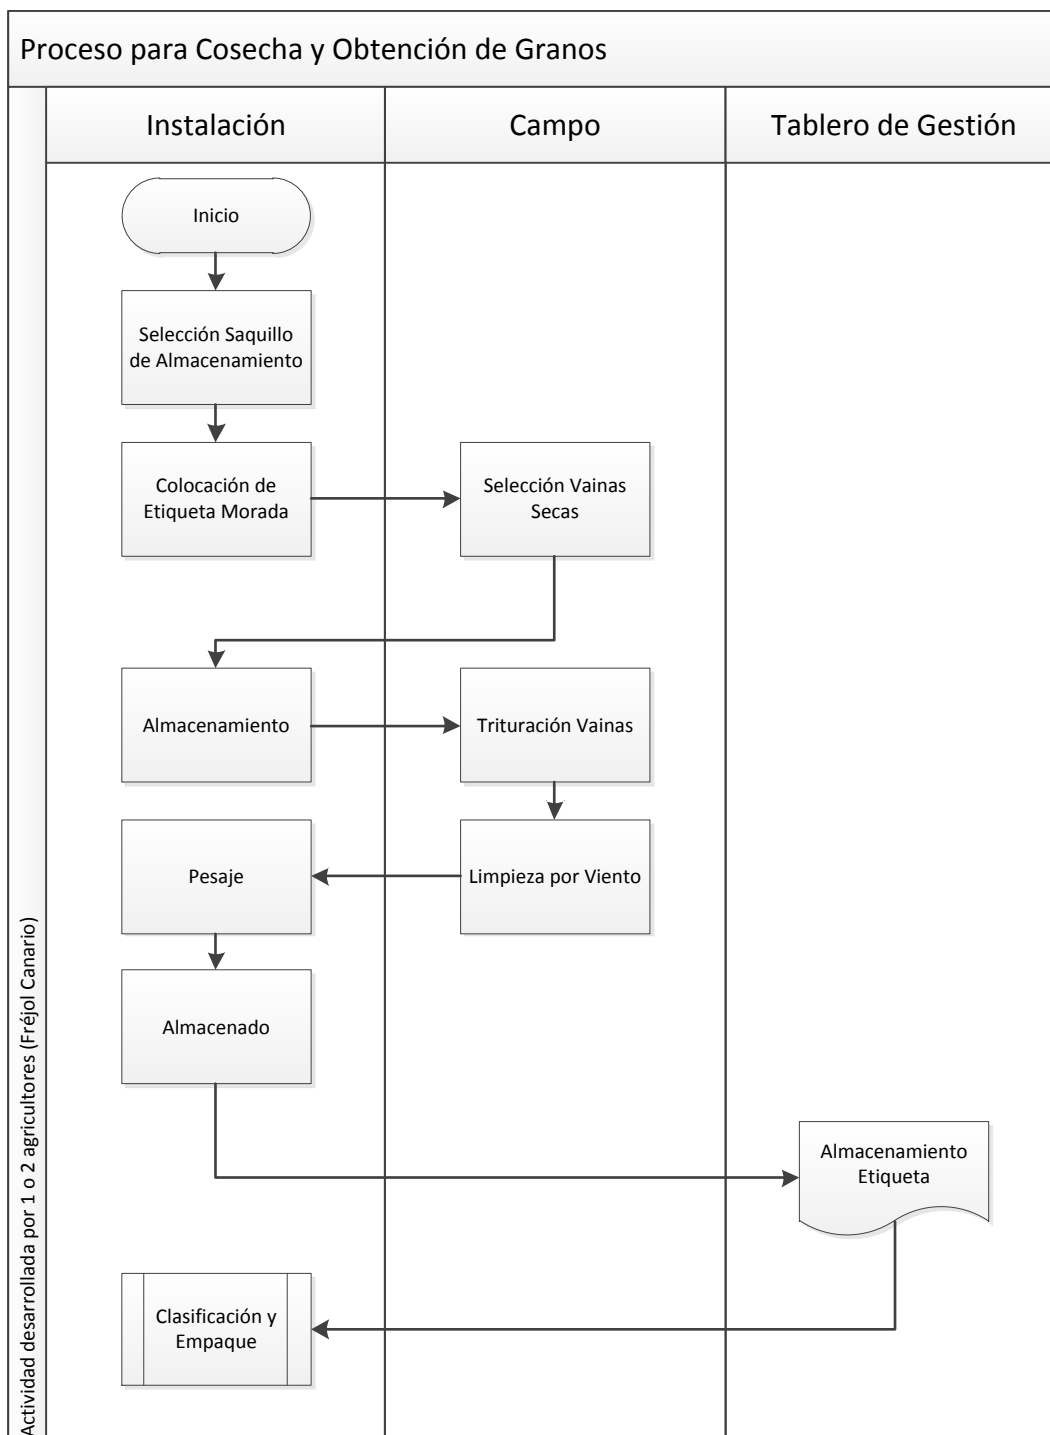 Proceso para Cosecha y Obtención de Granos
Instalación
Campo
Tablero de Gestión
Inicio
Selección Saquillo
de Almacenamiento
Colocación de
Etiqueta Morada
Selección Vainas
Secas
Almacenamiento
Trituración Vainas
Limpieza por Viento
Pesaje
Almacenado
Almacenamiento
Etiqueta
Clasificación y
Empaque
Actividad desarrollada por 1 o 2 agricultores (Fréjol Canario)